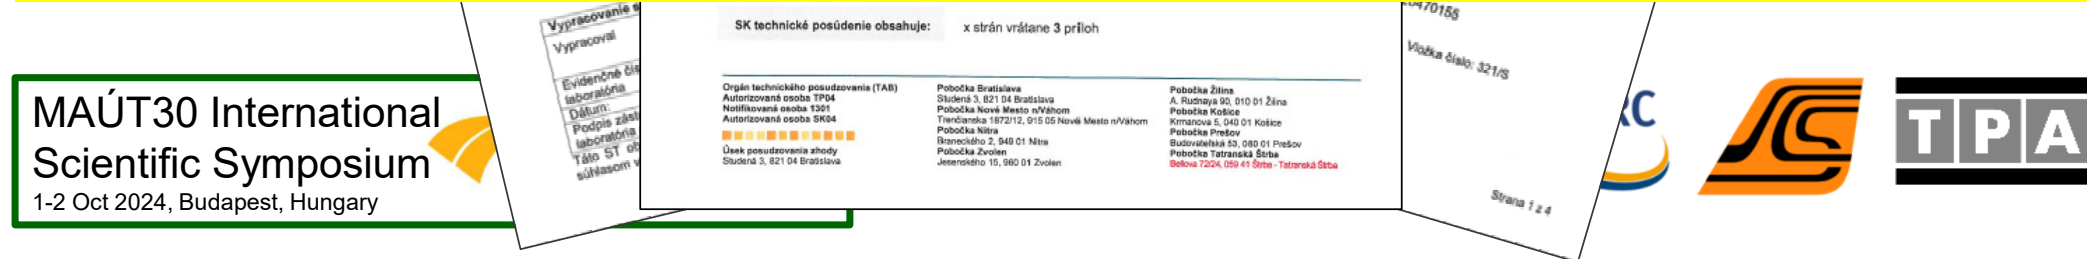 MAÚT30 International
Scientific Symposium
1-2 Oct 2024, Budapest, Hungary
Vypracovanie
Vypracoval
Evidenčné
laboratória
Dátum:
Podpis
laboratória
Táto ST
súhlasom
SK technické posúdenie obsahuje: x strán vrátane 3 príloh
Orgán technického posudzovania (TAB)
Autorizovaná osoba TP04
Notifikovaná osoba 1301
Autorizovaná osoba SK04
Úsek posudzovania zhody
Studená 3, 821 04 Bratislava
Pobočka Bratislava
Studená 3, 821 04 Bratislava
Pobočka Nové Mesto n/Váhom
Trenčianska 1872/12, 915 05 Nové Mesto n/Váhom
Pobočka Nitra
Braneckého 2, 949 01 Nitra
Pobočka Zvolen
Jesenského 15, 960 01 Zvolen
Pobočka Žilina
A. Rudnaya 90, 010 01 Žilina
Pobočka Košice
Krmanova 5, 040 01 Košice
Pobočka Prešov
Budovateľská 53, 080 01 Prešov
Pobočka Tatranská Štrba
Bellova 72/24, 059 41 Štrba - Tatranská Štrba
Vložka číslo: 321/S
Strana 1 z 4
TPA